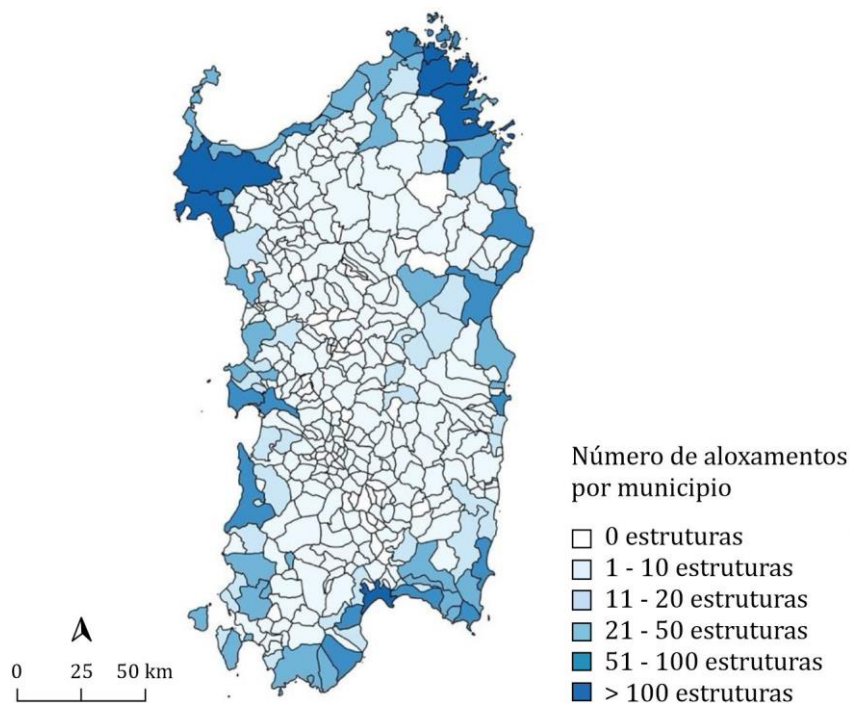 Número de aloxamentos
por municipio
0 estruturas
1 - 10 estruturas
11 - 20 estruturas
21 - 50 estruturas
51 - 100 estruturas
> 100 estruturas
0 25 50 km